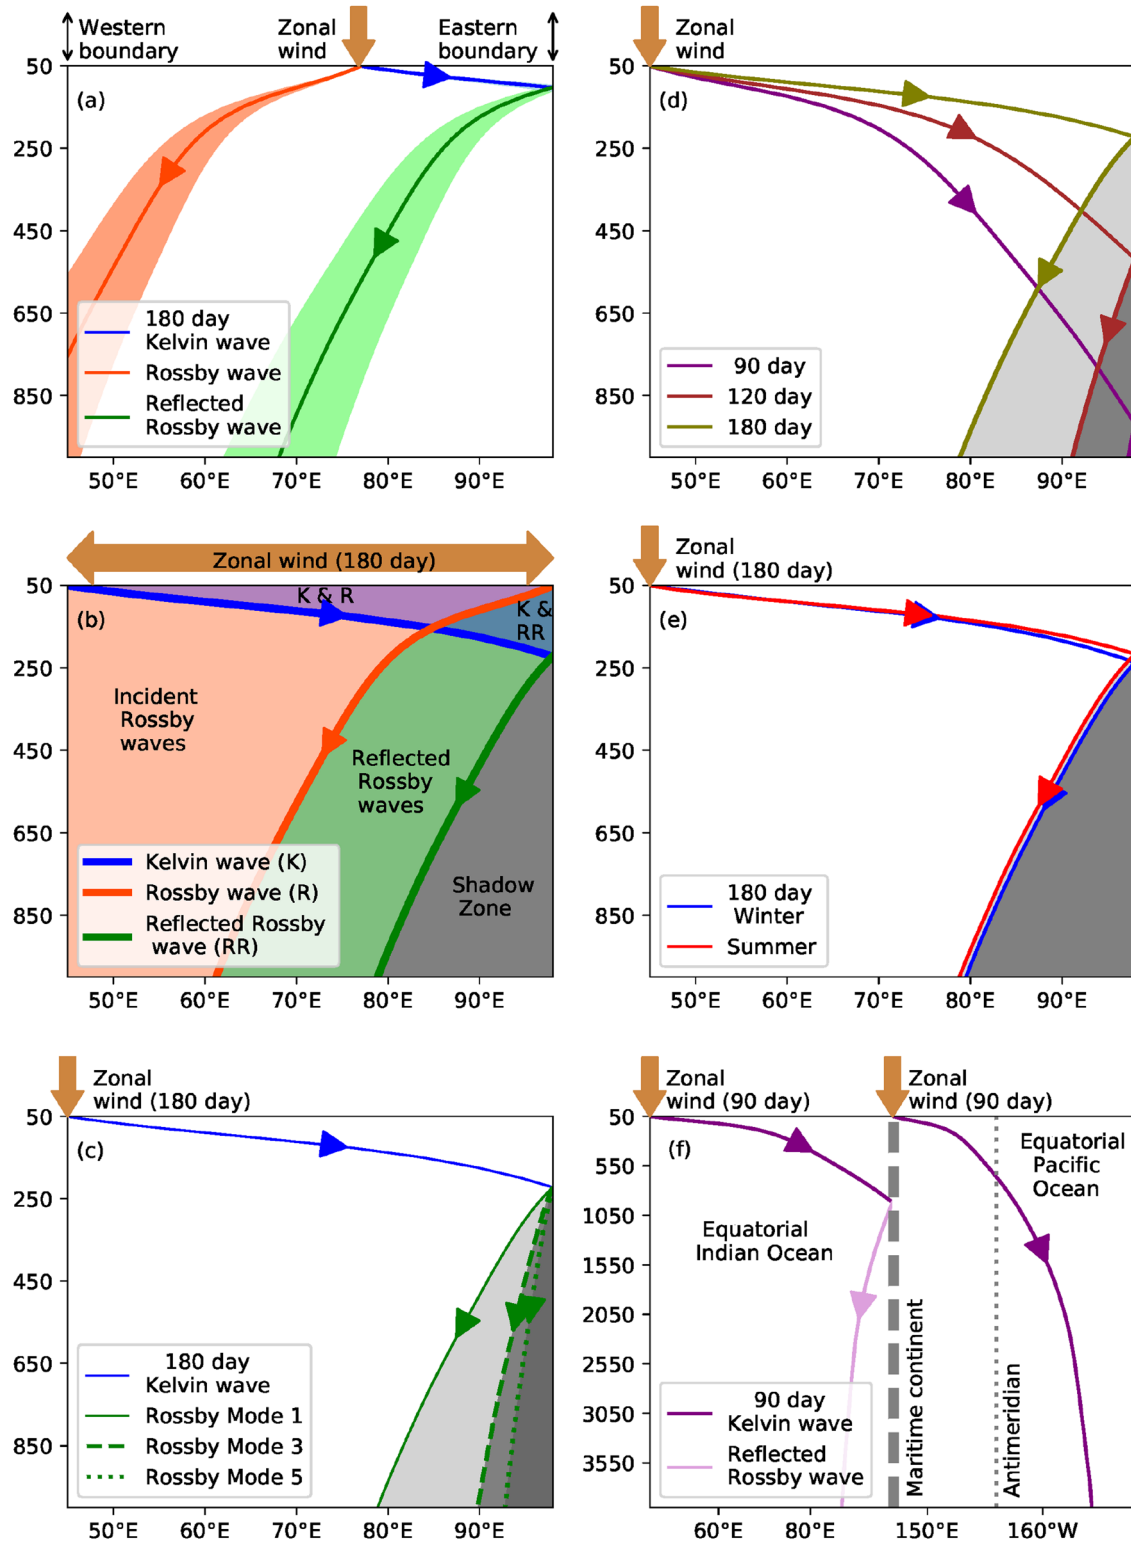 Western
boundary
Zonal
wind
Eastern
boundary
50
250
450
650
850
(a)
180 day
Kelvin wave
Rossby wave
Reflected
Rossby wave
50°E
60°E
70°E
80°E
90°E
Zonal
wind
50
250
450
650
850
(d)
90 day
120 day
180 day
50°E
60°E
70°E
80°E
90°E
Zonal wind (180 day)
50
250
450
650
850
(b)
K & R
K &
RR
Incident
Rossby
waves
Reflected
Rossby
waves
Shadow
Zone
Kelvin wave (K)
Rossby wave (R)
Reflected Rossby
wave (RR)
50°E
60°E
70°E
80°E
90°E
Zonal
wind (180 day)
50
250
450
650
850
(e)
180 day
Winter
Summer
50°E
60°E
70°E
80°E
90°E
Zonal
wind (180 day)
50
250
450
650
850
(c)
180 day
Kelvin wave
Rossby Mode 1
Rossby Mode 3
Rossby Mode 5
50°E
60°E
70°E
80°E
90°E
Zonal
wind (90 day)
Zonal
wind (90 day)
50
550
1050
1550
2050
2550
3050
3550
(f)
Equatorial
Pacific
Ocean
Equatorial
Indian Ocean
Maritime continent
Antimeridian
90 day
Kelvin wave
Reflected
Rossby wave
60°E
80°E
150°E
160°W